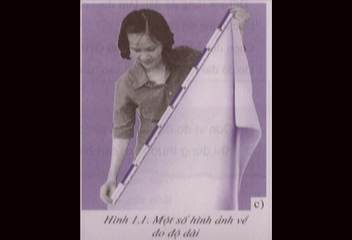 c)
Hình 1.1. Một số hình ảnh về
đo độ dài